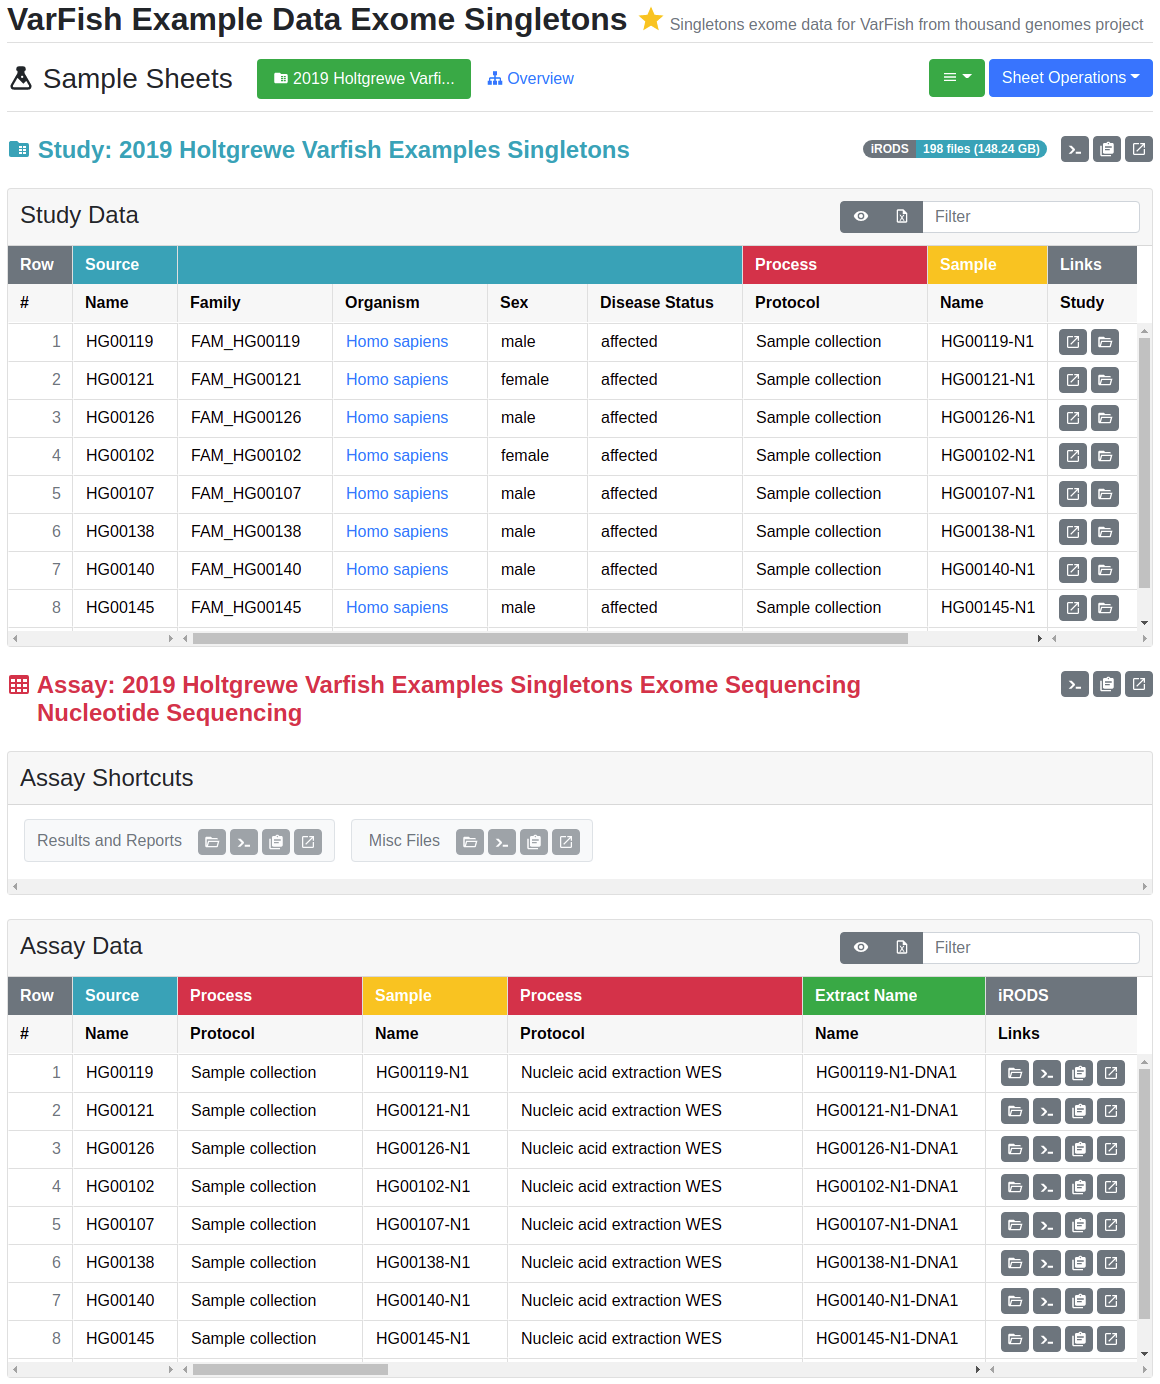 VarFish Example Data Exome Singletons Singletons exome data for VarFish from thousand genomes project
Sample Sheets 2019 Holtgrewe Varfi... Overview Sheet Operations
Study: 2019 Holtgrewe Varfish Examples Singletons iRODS 198 files (148.24 GB)
Study Data Filter
Row Source Process Sample Links
# Name Family Organism Sex Disease Status Protocol Name Study
1 HG00119 FAM_HG00119 Homo sapiens male affected Sample collection HG00119-N1
2 HG00121 FAM_HG00121 Homo sapiens female affected Sample collection HG00121-N1
3 HG00126 FAM_HG00126 Homo sapiens male affected Sample collection HG00126-N1
4 HG00102 FAM_HG00102 Homo sapiens female affected Sample collection HG00102-N1
5 HG00107 FAM_HG00107 Homo sapiens male affected Sample collection HG00107-N1
6 HG00138 FAM_HG00138 Homo sapiens male affected Sample collection HG00138-N1
7 HG00140 FAM_HG00140 Homo sapiens male affected Sample collection HG00140-N1
8 HG00145 FAM_HG00145 Homo sapiens male affected Sample collection HG00145-N1
Assay: 2019 Holtgrewe Varfish Examples Singletons Exome Sequencing
Nucleotide Sequencing
Assay Shortcuts
Results and Reports Misc Files
Assay Data Filter
Row Source Process Sample Process Extract Name iRODS
# Name Protocol Name Protocol Name Links
1 HG00119 Sample collection HG00119-N1 Nucleic acid extraction WES HG00119-N1-DNA1
2 HG00121 Sample collection HG00121-N1 Nucleic acid extraction WES HG00121-N1-DNA1
3 HG00126 Sample collection HG00126-N1 Nucleic acid extraction WES HG00126-N1-DNA1
4 HG00102 Sample collection HG00102-N1 Nucleic acid extraction WES HG00102-N1-DNA1
5 HG00107 Sample collection HG00107-N1 Nucleic acid extraction WES HG00107-N1-DNA1
6 HG00138 Sample collection HG00138-N1 Nucleic acid extraction WES HG00138-N1-DNA1
7 HG00140 Sample collection HG00140-N1 Nucleic acid extraction WES HG00140-N1-DNA1
8 HG00145 Sample collection HG00145-N1 Nucleic acid extraction WES HG00145-N1-DNA1